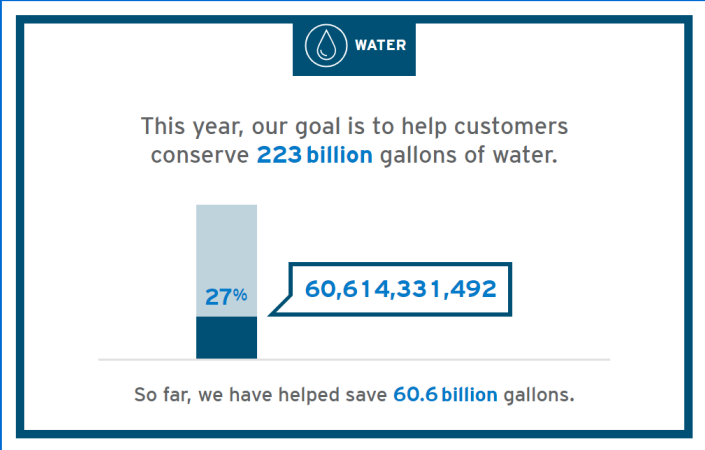 WATER
This year, our goal is to help customers
conserve 223 billion gallons of water.
27%
60,614,331,492
So far, we have helped save 60.6 billion gallons.